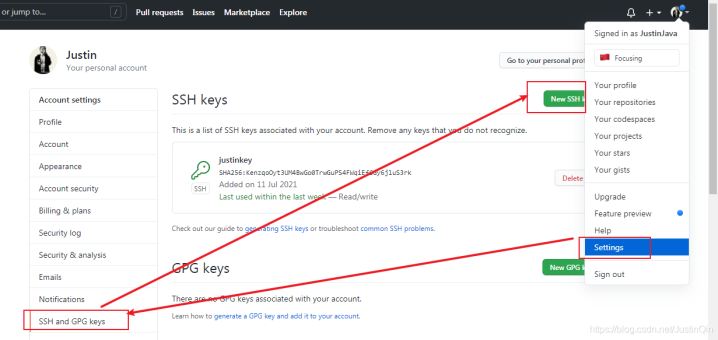 or jump to...
/
Pull requests
Issues
Marketplace
Explore
Signed in as JustinJava
Focusing
Your profile
Your repositories
Your codespaces
Your projects
Your stars
Your gists
Upgrade
Feature preview
Help
Settings
Sign out
Justin
Your personal account
Go to your personal prof
Account settings
Profile
Account
Appearance
Account security
Billing & plans
Security log
Security & analysis
Emails
Notifications
SSH and GPG keys
SSH keys
New SSH k
This is a list of SSH keys associated with your account. Remove any keys that you do not recognize.
justinkey
SSH
Added on 11 Jul 2021
Last used within the last week — Read/write
Delete
Check out our guide to generating SSH keys or troubleshoot common SSH problems.
GPG keys
New GPG k
There are no GPG keys associated with your account.
Learn how to generate a GPG key and add it to your account.
https://blog.csdn.net/JustinQin